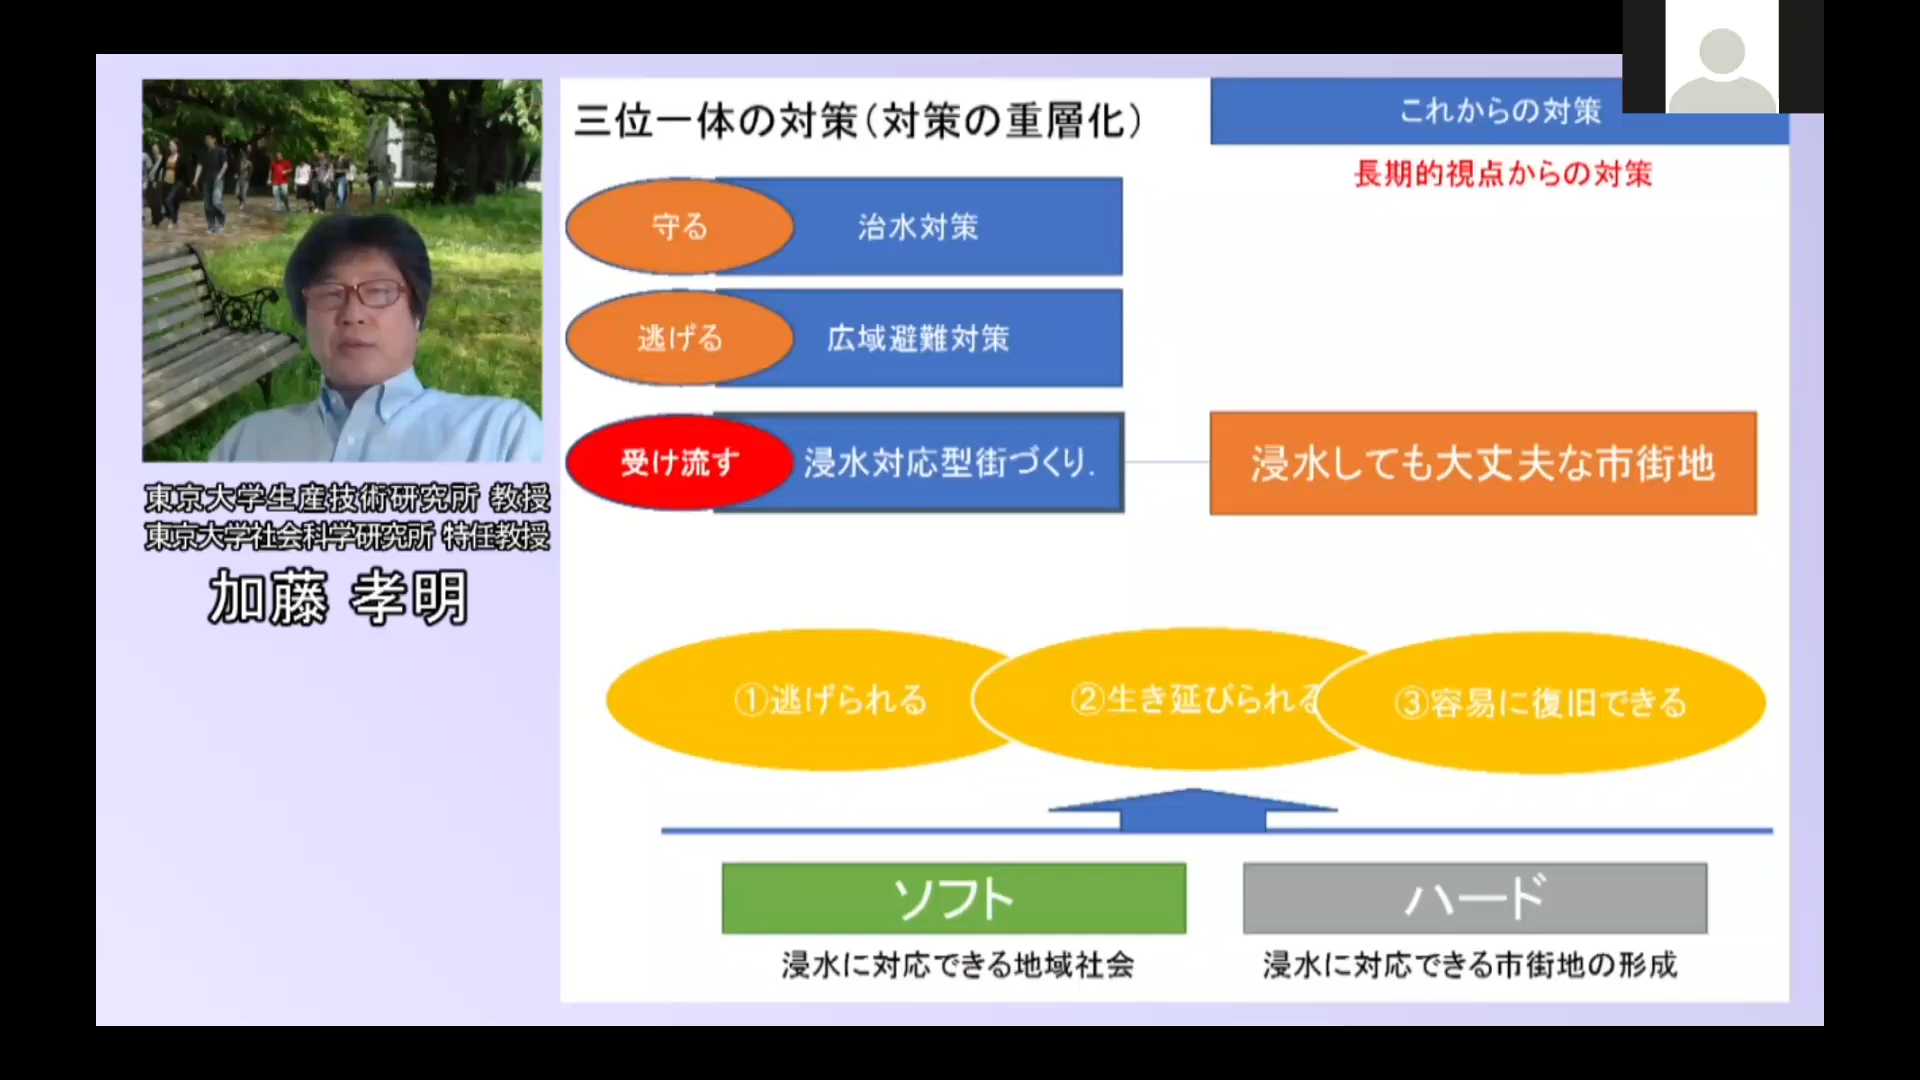 三位一体の対策(対策の重層化)
これからの対策
長期的視点からの対策
守る
治水対策
逃げる
広域避難対策
受け流す
浸水対応型街づくり.
浸水しても大丈夫な市街地
東京大学生産技術研究所 教授
東京大学社会科学研究所 特任教授
加藤 孝明
①逃げられる
②生き延びられる
③容易に復旧できる
ソフト
ハード
浸水に対応できる地域社会
浸水に対応できる市街地の形成